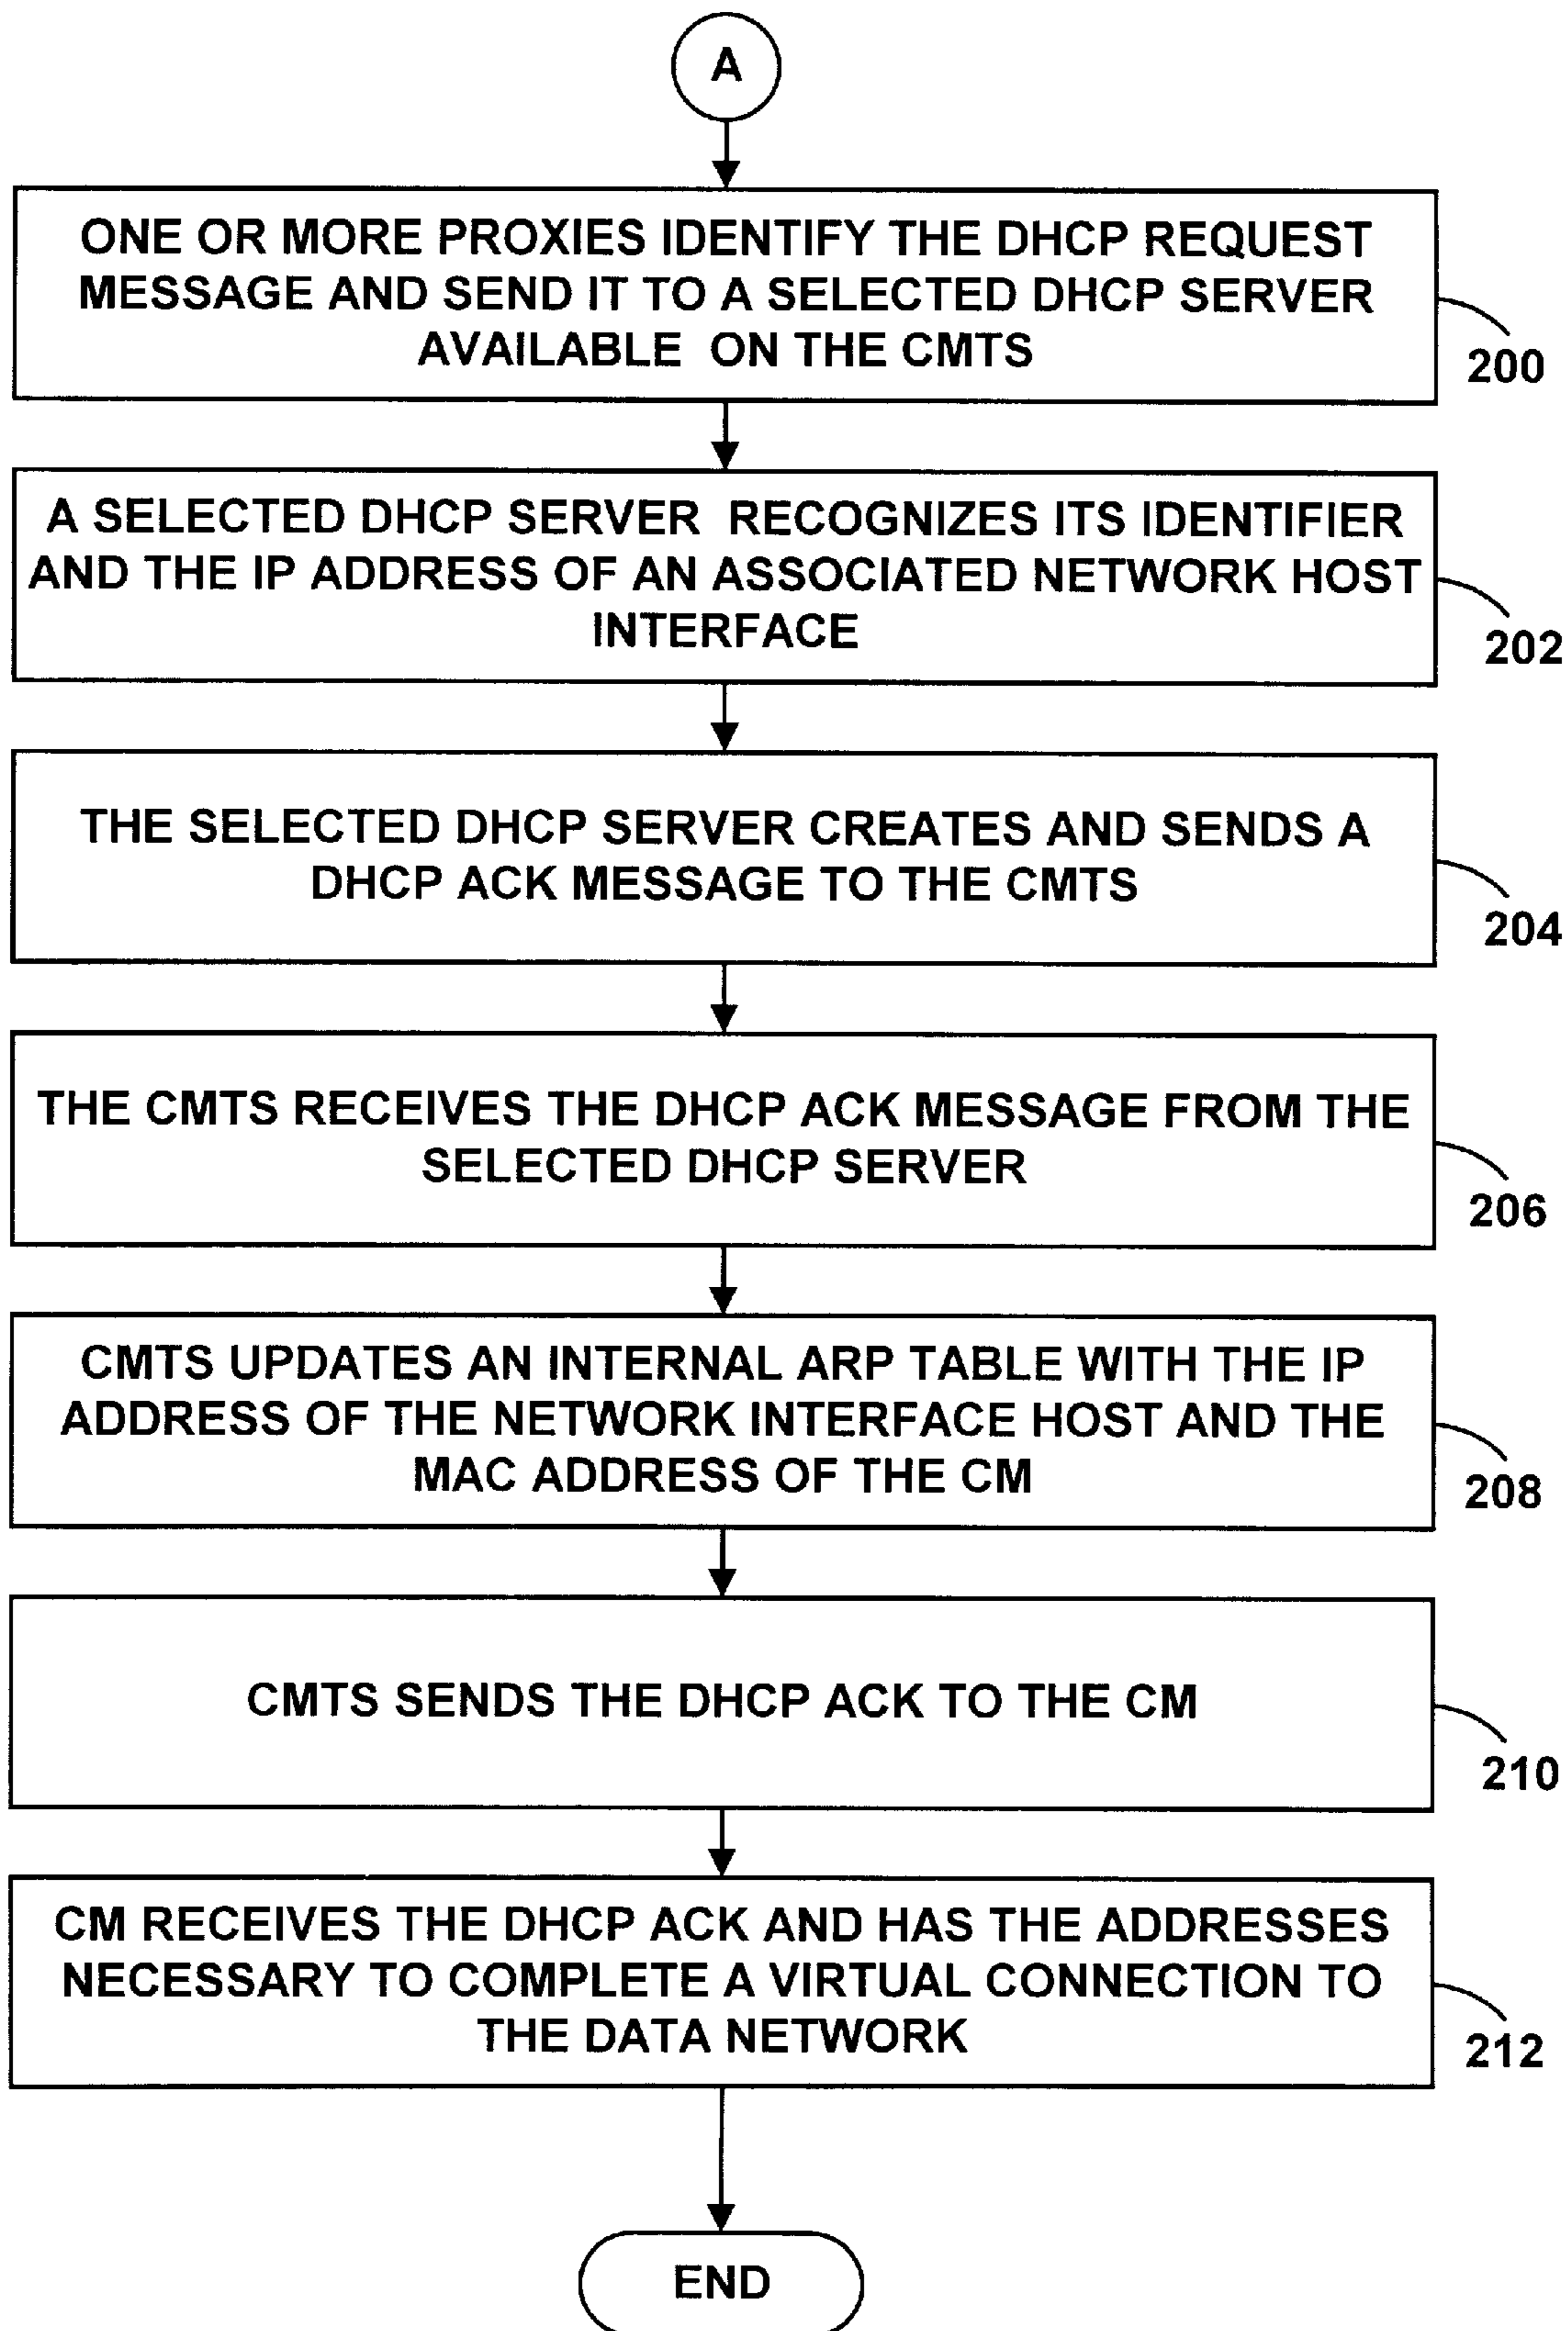 A
ONE OR MORE PROXIES IDENTIFY THE DHCP REQUEST
MESSAGE AND SEND IT TO A SELECTED DHCP SERVER
AVAILABLE ON THE CMTS
200
A SELECTED DHCP SERVER RECOGNIZES ITS IDENTIFIER
AND THE IP ADDRESS OF AN ASSOCIATED NETWORK HOST
INTERFACE
202
THE SELECTED DHCP SERVER CREATES AND SENDS A
DHCP ACK MESSAGE TO THE CMTS
204
THE CMTS RECEIVES THE DHCP ACK MESSAGE FROM THE
SELECTED DHCP SERVER
206
CMTS UPDATES AN INTERNAL ARP TABLE WITH THE IP
ADDRESS OF THE NETWORK INTERFACE HOST AND THE
MAC ADDRESS OF THE CM
208
CMTS SENDS THE DHCP ACK TO THE CM
210
CM RECEIVES THE DHCP ACK AND HAS THE ADDRESSES
NECESSARY TO COMPLETE A VIRTUAL CONNECTION TO
THE DATA NETWORK
212
END